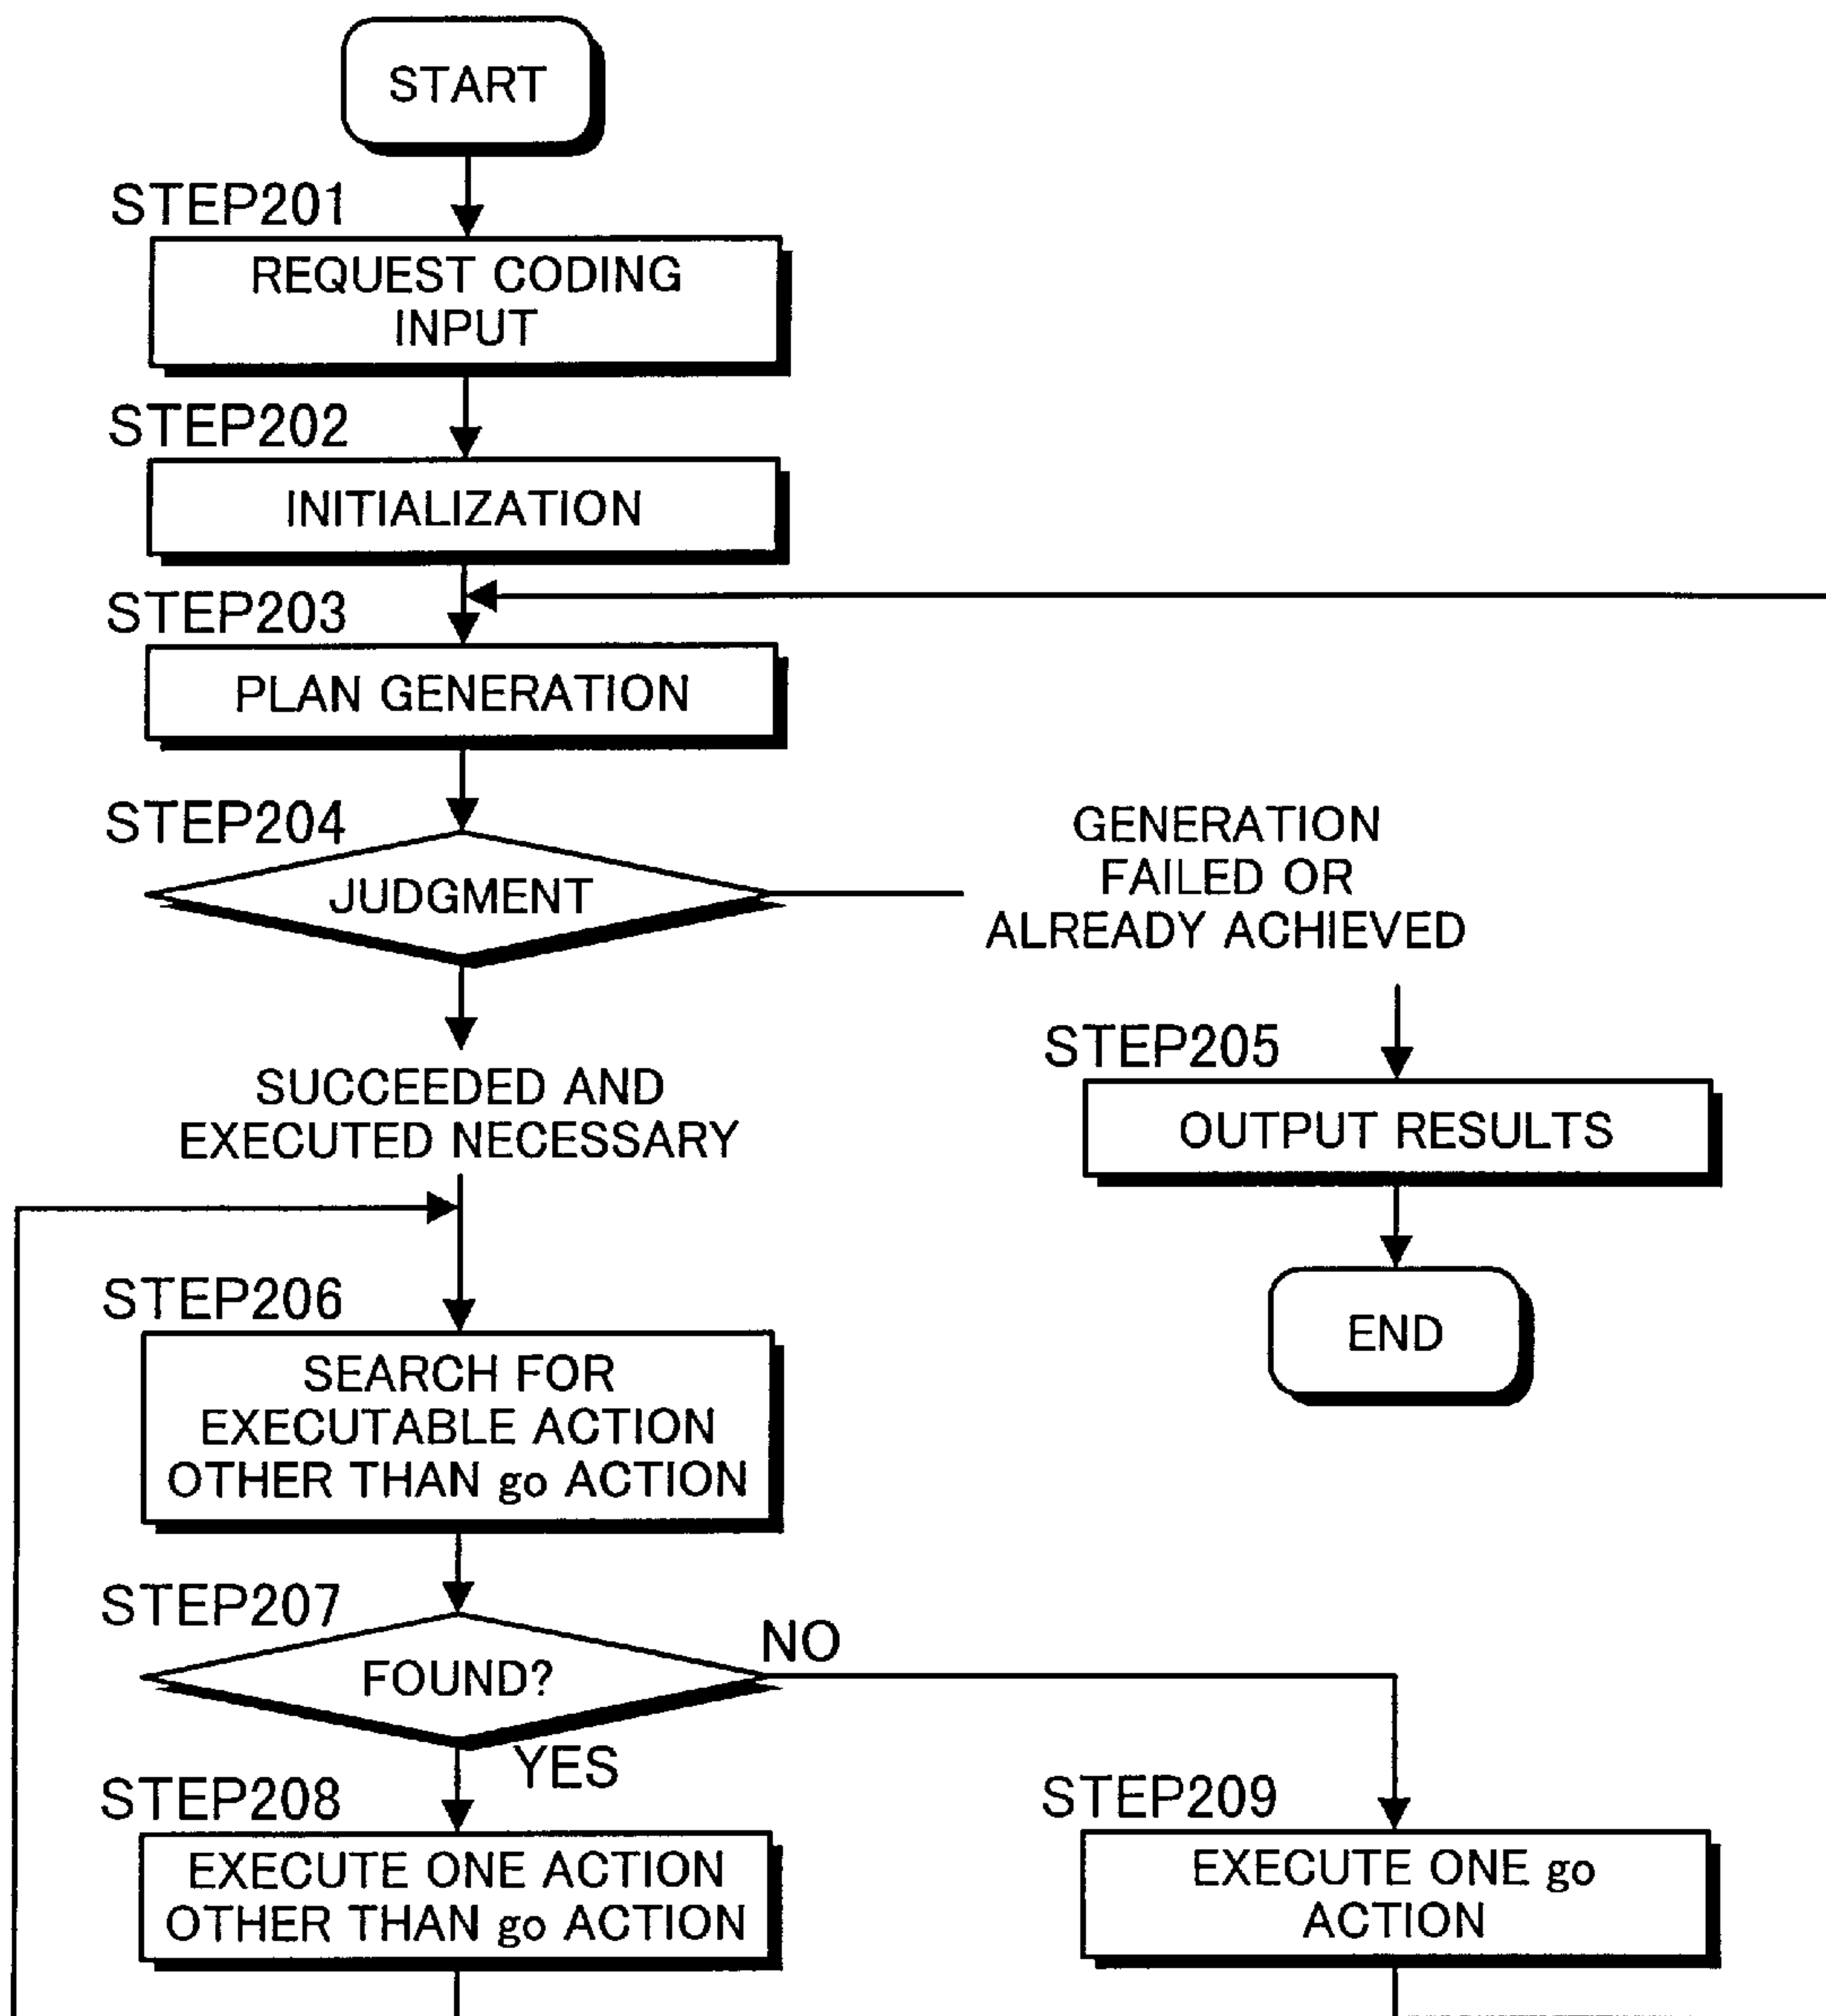 START
STEP201
REQUEST CODING
INPUT
STEP202
INITIALIZATION
STEP203
PLAN GENERATION
STEP204
JUDGMENT
GENERATION
FAILED OR
ALREADY ACHIEVED
SUCCEEDED AND
EXECUTED NECESSARY
STEP205
OUTPUT RESULTS
END
STEP206
SEARCH FOR
EXECUTABLE ACTION
OTHER THAN go ACTION
STEP207
FOUND?
NO
YES
STEP208
EXECUTE ONE ACTION
OTHER THAN go ACTION
STEP209
EXECUTE ONE go
ACTION